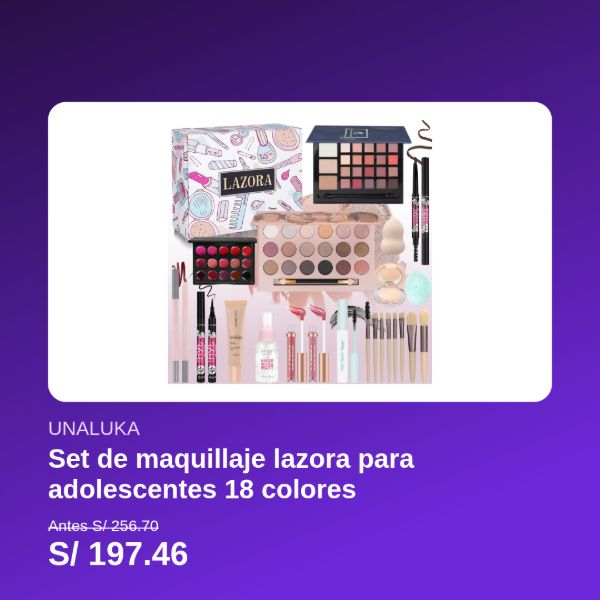 LAZORA
UNALUKA
Set de maquillaje lazora para
adolescentes 18 colores
Antes S/ 256.70
S/ 197.46